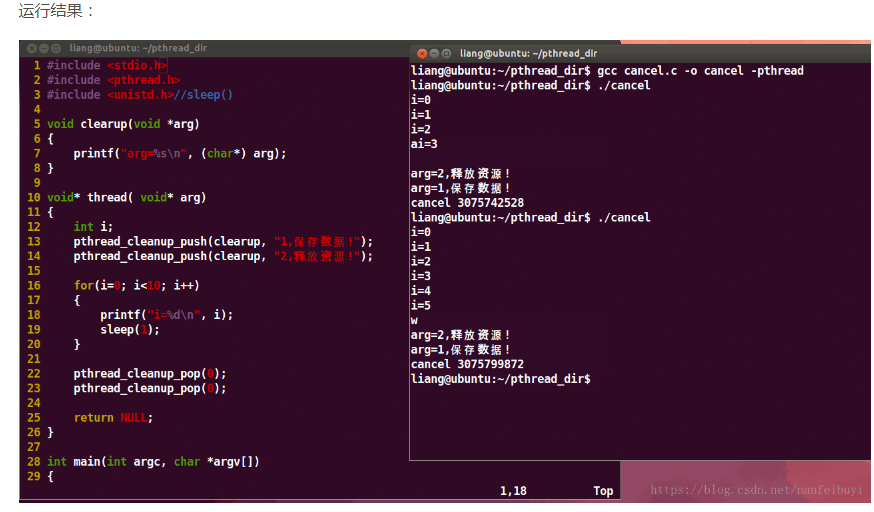 运行结果：
liang@ubuntu: ~/pthread_dir
1 #include <stdio.h>
2 #include <pthread.h>
3 #include <unistd.h>//sleep()
4
5 void clearup(void *arg)
6 {
7     printf("arg=%s\n", (char*) arg);
8 }
9
10 void* thread( void* arg)
11 {
12     int i;
13     pthread_cleanup_push(clearup, "1,保存数据！");
14     pthread_cleanup_push(clearup, "2,释放资源！");
15
16     for(i=0; i<10; i++)
17     {
18         printf("i=%d\n", i);
19         sleep(1);
20     }
21
22     pthread_cleanup_pop(0);
23     pthread_cleanup_pop(0);
24
25     return NULL;
26 }
27
28 int main(int argc, char *argv[])
29 {
1,18 Top
liang@ubuntu: ~/pthread_dir
liang@ubuntu:~/pthread_dir$ gcc cancel.c -o cancel -pthread
liang@ubuntu:~/pthread_dir$ ./cancel
i=0
i=1
i=2
ai=3
arg=2,释放资源！
arg=1,保存数据！
cancel 3075742528
liang@ubuntu:~/pthread_dir$ ./cancel
i=0
i=1
i=2
i=3
i=4
i=5
w
arg=2,释放资源！
arg=1,保存数据！
cancel 3075799872
liang@ubuntu:~/pthread_dir$
https://blog.csdn.net/nanfeibuyi